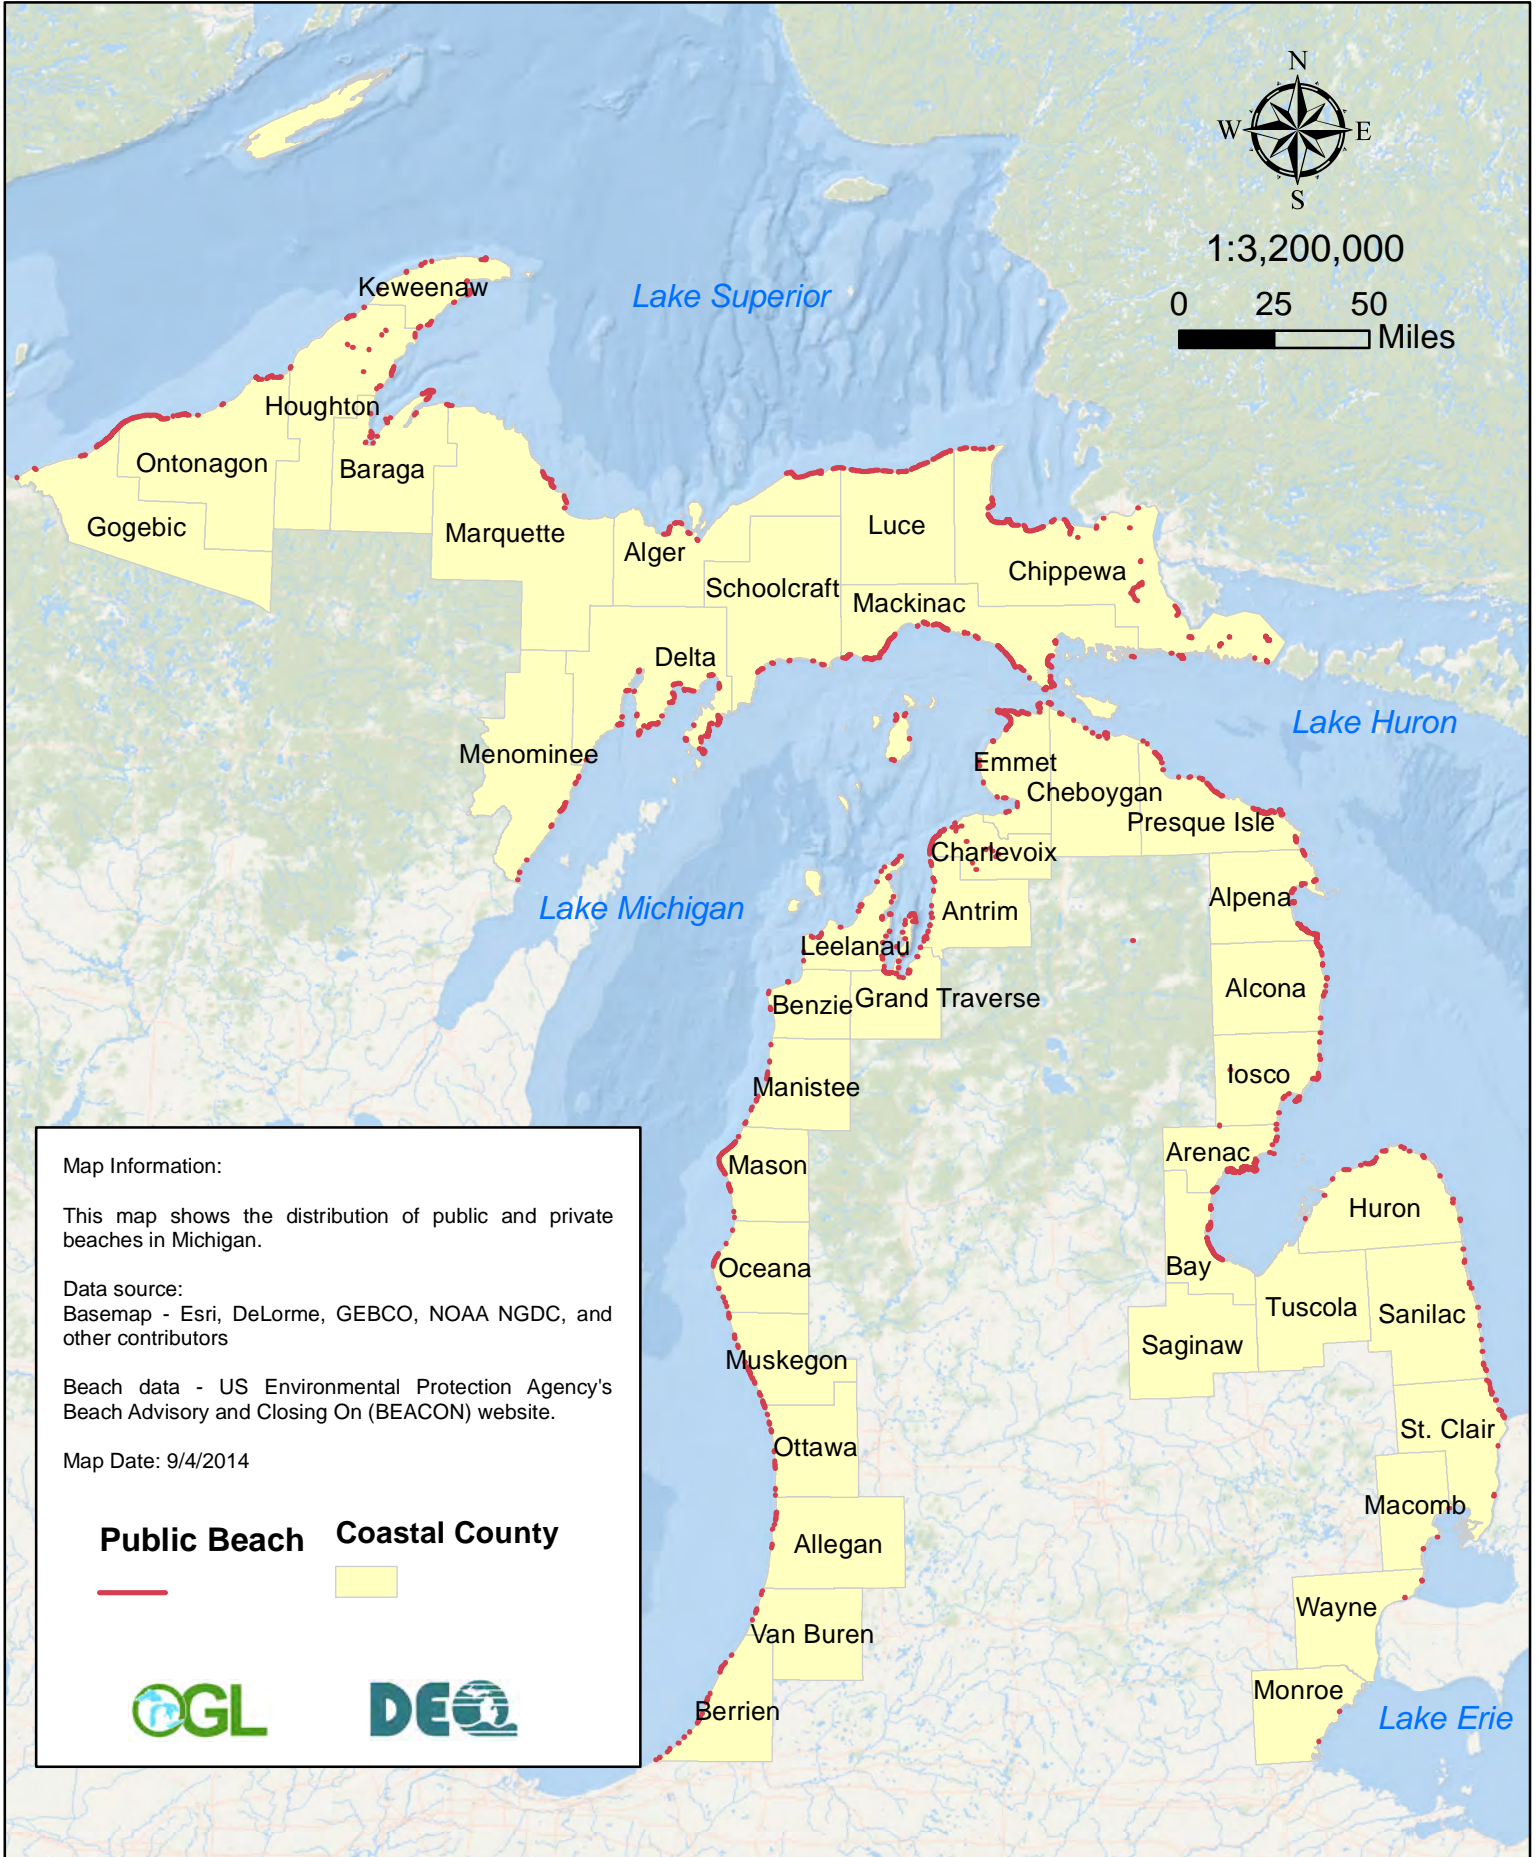 N
W
E
S
1:3,200,000
0 25 50
Miles
Lake Superior
Keweenaw
Houghton
Ontonagon
Baraga
Gogebic
Marquette
Alger
Luce
Schoolcraft
Chippewa
Mackinac
Delta
Menominee
Lake Huron
Emmet
Cheboygan
Presque Isle
Charlevoix
Alpena
Lake Michigan
Antrim
Leelanau
Alcona
Benzie
Grand Traverse
Iosco
Manistee
Arenac
Mason
Huron
Oceana
Bay
Tuscola
Sanilac
Saginaw
Muskegon
St. Clair
Ottawa
Macomb
Allegan
Wayne
Van Buren
Monroe
Berrien
Lake Erie
Map Information:
This map shows the distribution of public and private
beaches in Michigan.
Data source:
Basemap - Esri, DeLorme, GEBCO, NOAA NGDC, and
other contributors
Beach data - US Environmental Protection Agency's
Beach Advisory and Closing On (BEACON) website.
Map Date: 9/4/2014
Public Beach Coastal County
OGL
DEQ